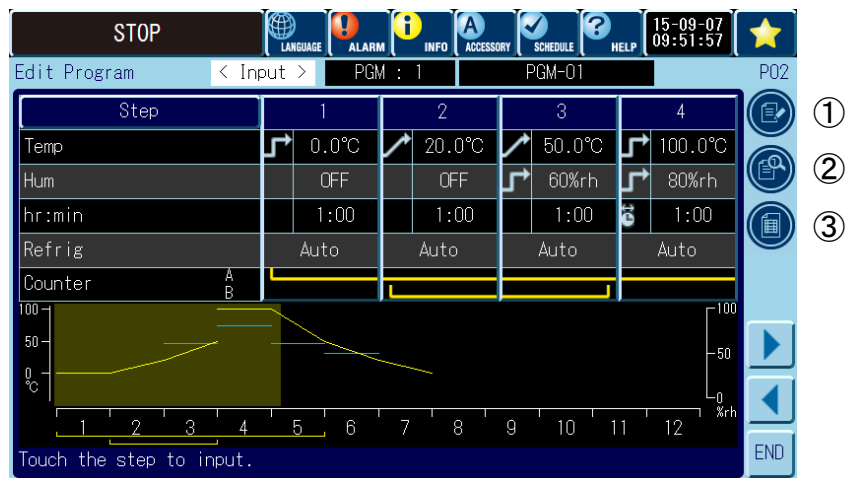 STOP LANGUAGE ALARM INFO A ACCESSORY SCHEDULE HELP 15-09-07
09:51:57
Edit Program < Input > PGM : 1 PGM-01 P02
Step 1 2 3 4 ①
Temp 0.0°C 20.0°C 50.0°C 100.0°C
Hum OFF OFF 60%rh 80%rh ②
hr:min 1:00 1:00 1:00 1:00 ③
Refrig Auto Auto Auto Auto
Counter A
B
100 100
50 50
0 0
°C %rh
1 2 3 4 5 6 7 8 9 10 11 12
Touch the step to input. END